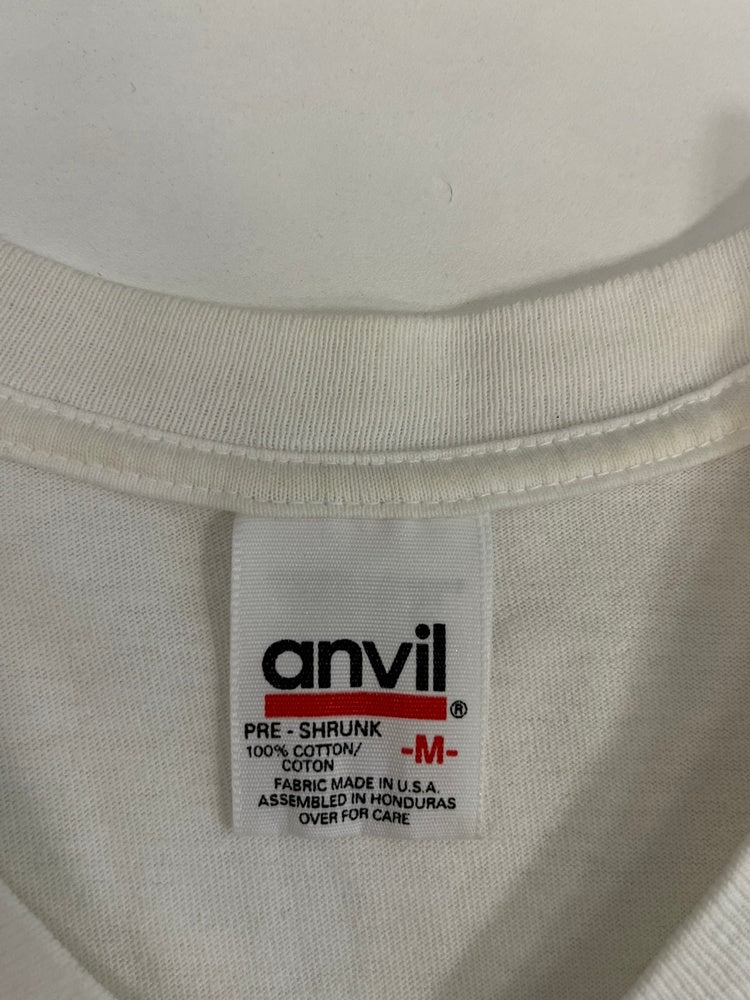 anvil
®
PRE - SHRUNK
100% COTTON/
COTON
-M-
FABRIC MADE IN U.S.A.
ASSEMBLED IN HONDURAS
OVER FOR CARE